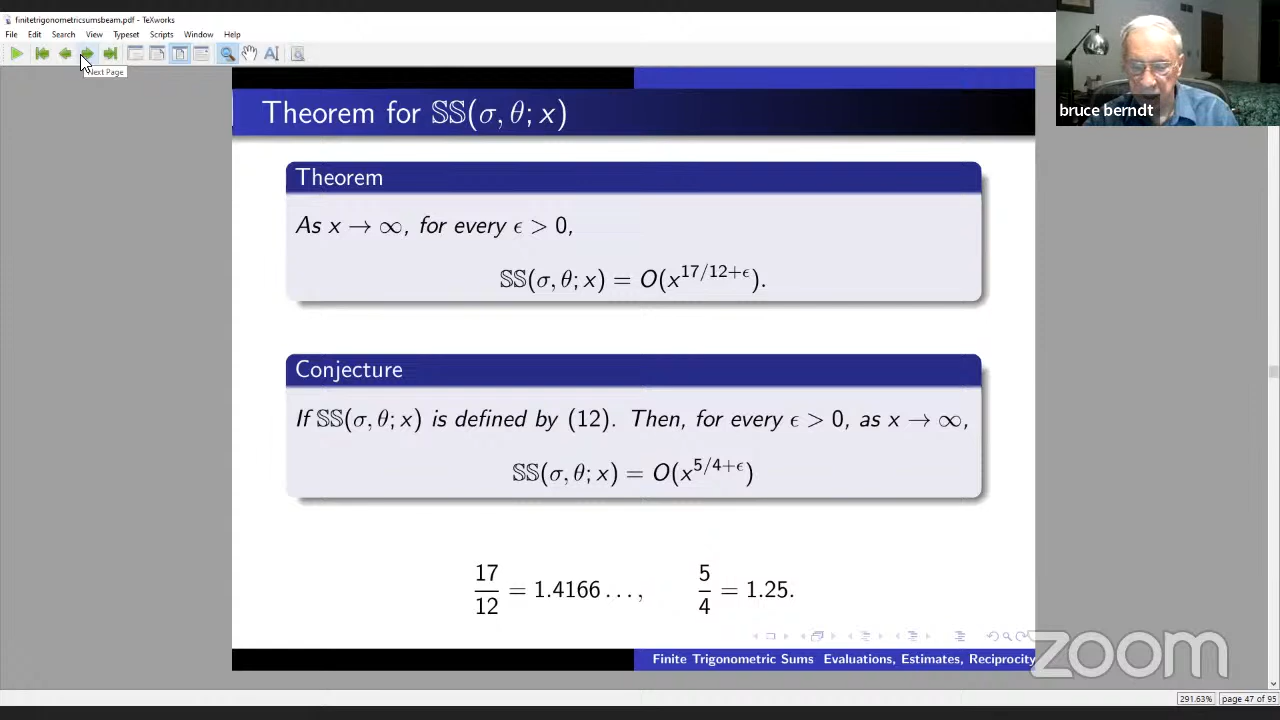 finitetrigonometricsumsbeam.pdf - TeXworks
File Edit Search View Typeset Scripts Window Help
Next Page
bruce berndt
Theorem for 𝕊𝕊(σ, θ; x)
Theorem
As x → ∞, for every ϵ > 0,
𝕊𝕊(σ, θ; x) = O(x^{17/12+ϵ}).
Conjecture
If 𝕊𝕊(σ, θ; x) is defined by (12). Then, for every ϵ > 0, as x → ∞,
𝕊𝕊(σ, θ; x) = O(x^{5/4+ϵ})
17/12 = 1.4166 . . . , 5/4 = 1.25.
Finite Trigonometric Sums Evaluations, Estimates, Reciprocity
zoom
291.63% page 47 of 95